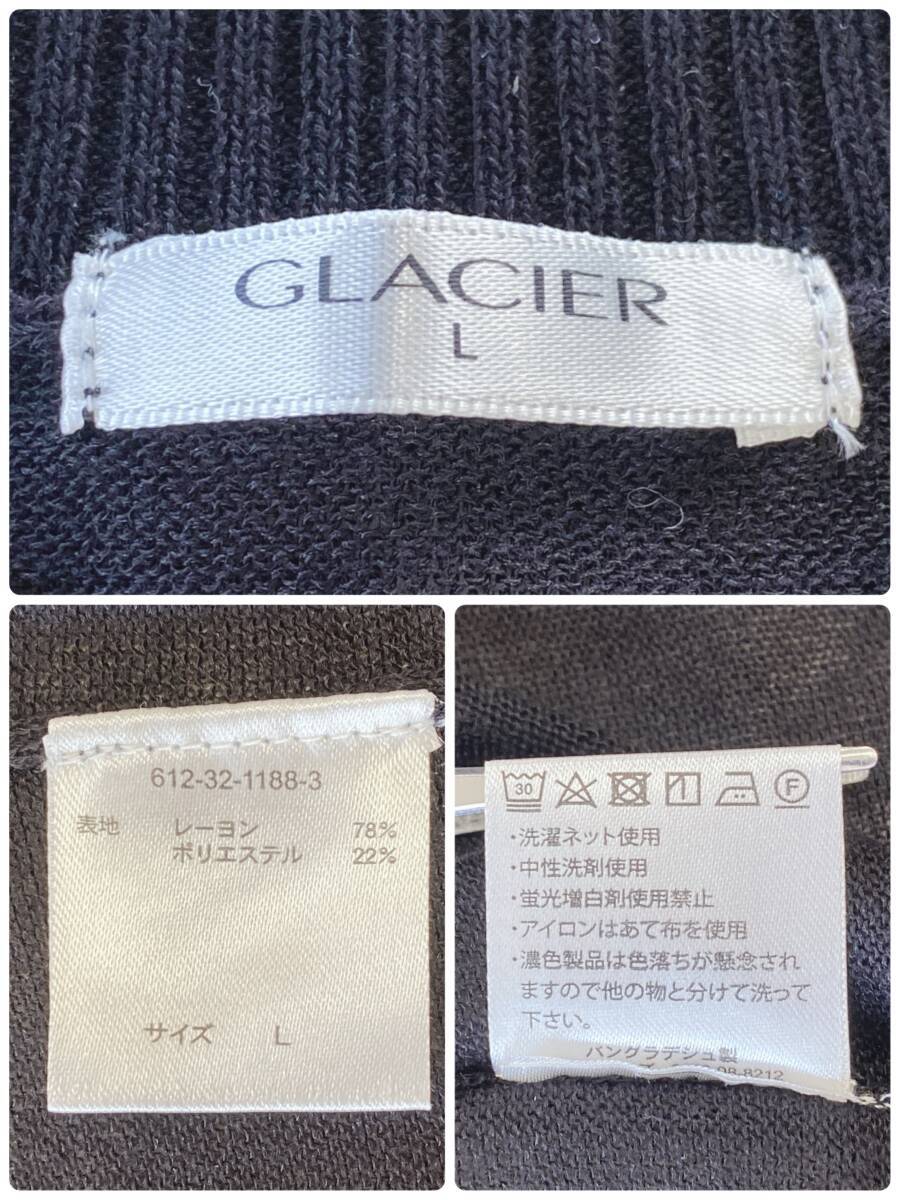 GLACIER
L
612-32-1188-3
表地 レーヨン 78%
ポリエステル 22%
サイズ L
30
F
・洗濯ネット使用
・中性洗剤使用
・蛍光増白剤使用禁止
・アイロンはあて布を使用
・濃色製品は色落ちが懸念され
ますので他の物と分けて洗って
下さい。
バングラデシュ製
08-8212